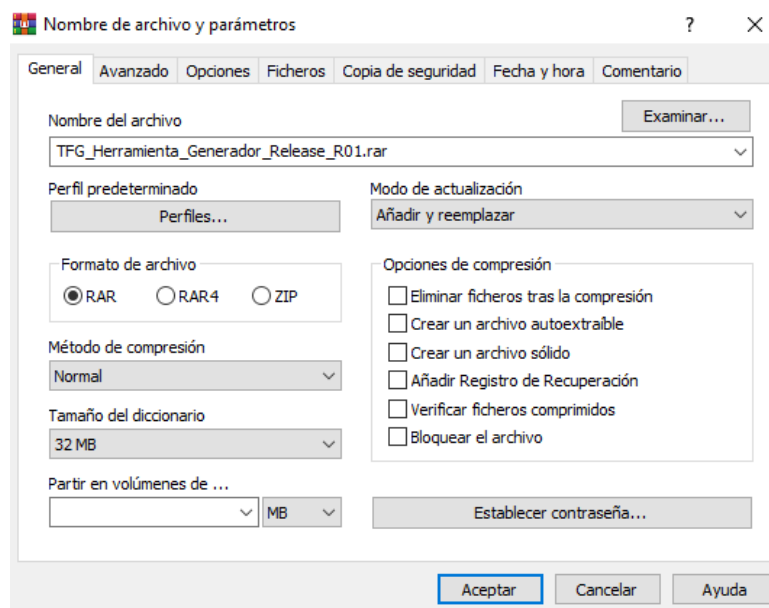 Nombre de archivo y parámetros
General Avanzado Opciones Ficheros Copia de seguridad Fecha y hora Comentario
Nombre del archivo
Examinar...
TFG_Herramienta_Generador_Release_R01.rar
Perfil predeterminado
Perfiles...
Modo de actualización
Añadir y reemplazar
Formato de archivo
RAR RAR4 ZIP
Método de compresión
Normal
Tamaño del diccionario
32 MB
Partir en volúmenes de ...
MB
Opciones de compresión
Eliminar ficheros tras la compresión
Crear un archivo autoextraíble
Crear un archivo sólido
Añadir Registro de Recuperación
Verificar ficheros comprimidos
Bloquear el archivo
Establecer contraseña...
Aceptar Cancelar Ayuda